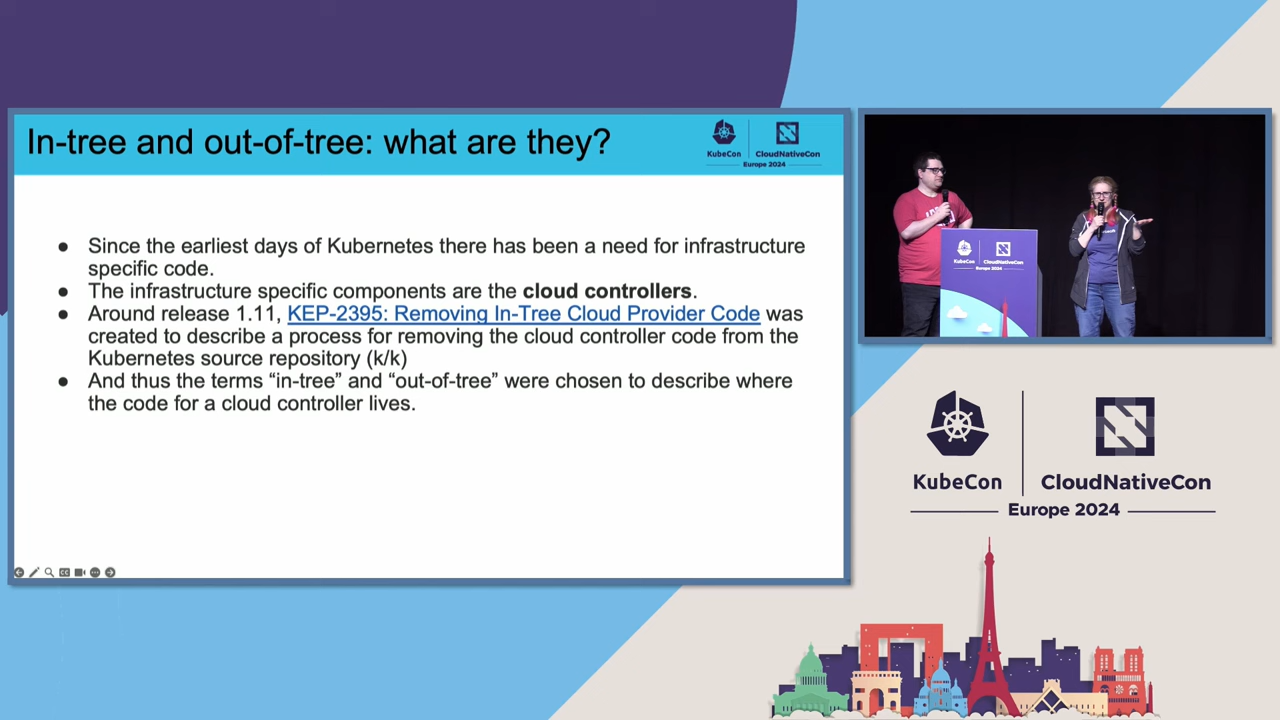 In-tree and out-of-tree: what are they?
KubeCon
CloudNativeCon
Europe 2024
● Since the earliest days of Kubernetes there has been a need for infrastructure
specific code.
● The infrastructure specific components are the cloud controllers.
● Around release 1.11, KEP-2395: Removing In-Tree Cloud Provider Code was
created to describe a process for removing the cloud controller code from the
Kubernetes source repository (k/k)
● And thus the terms “in-tree” and “out-of-tree” were chosen to describe where
the code for a cloud controller lives.
KubeCon
CloudNativeCon
Europe 2024
KubeCon
CloudNativeCon
Europe 2024